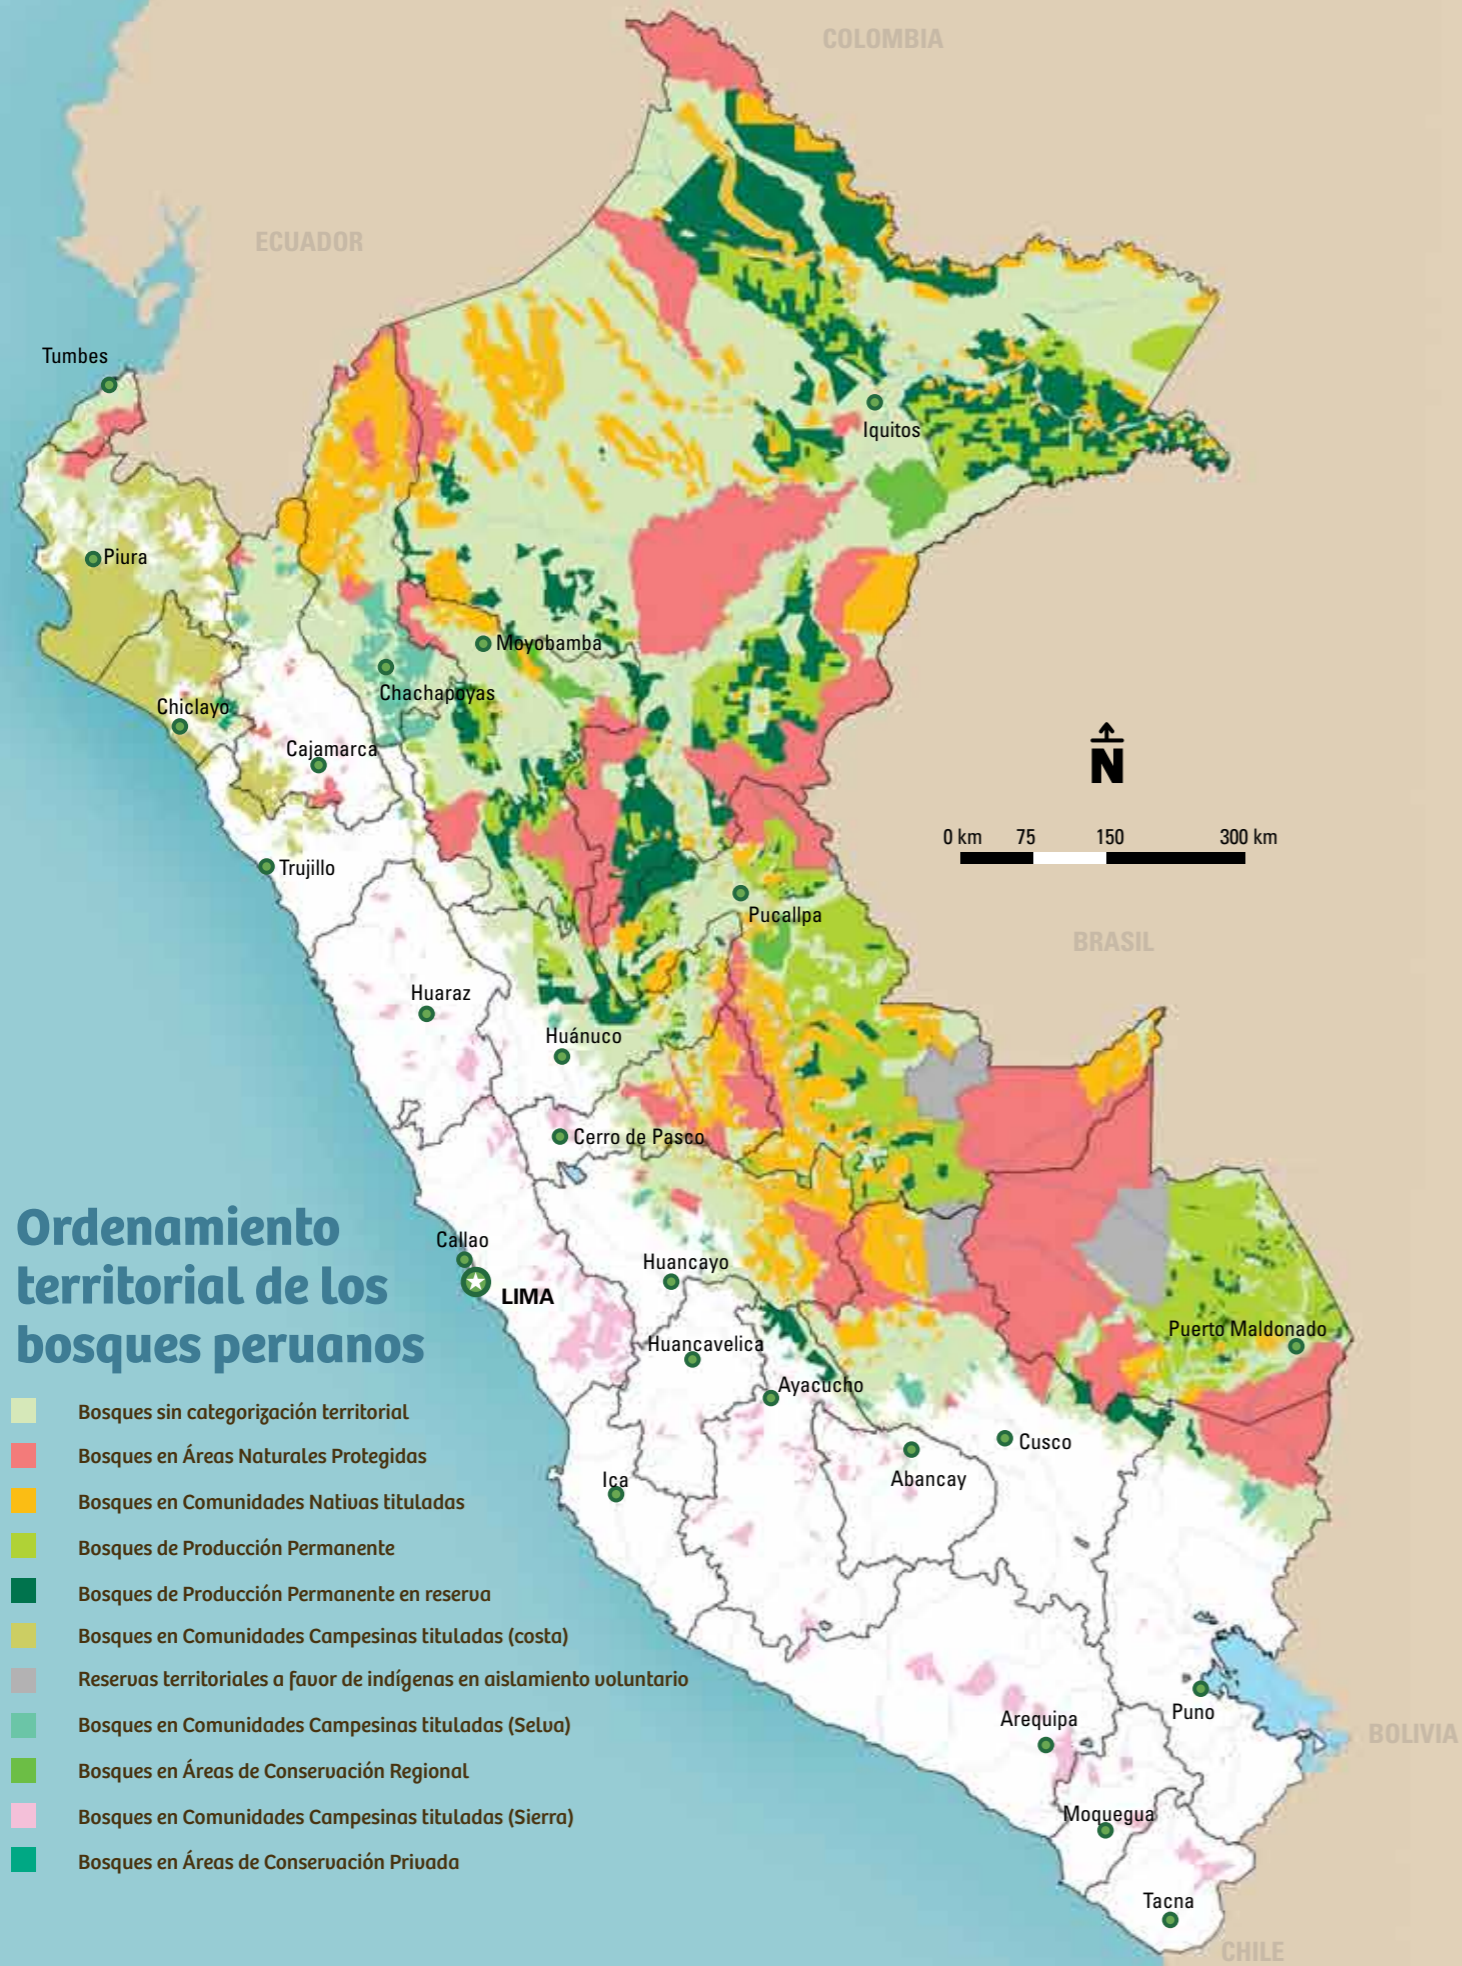 COLOMBIA
ECUADOR
Tumbes
Iquitos
Piura
Moyobamba
Chachapoyas
Chiclayo
Cajamarca
N
0 km 75 150 300 km
Trujillo
Pucallpa
BRASIL
Huaraz
Huánuco
Cerro de Pasco
Callao
LIMA
Huancayo
Huancavelica
Puerto Maldonado
Ayacucho
Cusco
Abancay
Ica
Puno
Arequipa
BOLIVIA
Moquegua
Tacna
CHILE
Ordenamiento
territorial de los
bosques peruanos
Bosques sin categorización territorial
Bosques en Áreas Naturales Protegidas
Bosques en Comunidades Nativas tituladas
Bosques de Producción Permanente
Bosques de Producción Permanente en reserva
Bosques en Comunidades Campesinas tituladas (costa)
Reservas territoriales a favor de indígenas en aislamiento voluntario
Bosques en Comunidades Campesinas tituladas (Selva)
Bosques en Áreas de Conservación Regional
Bosques en Comunidades Campesinas tituladas (Sierra)
Bosques en Áreas de Conservación Privada